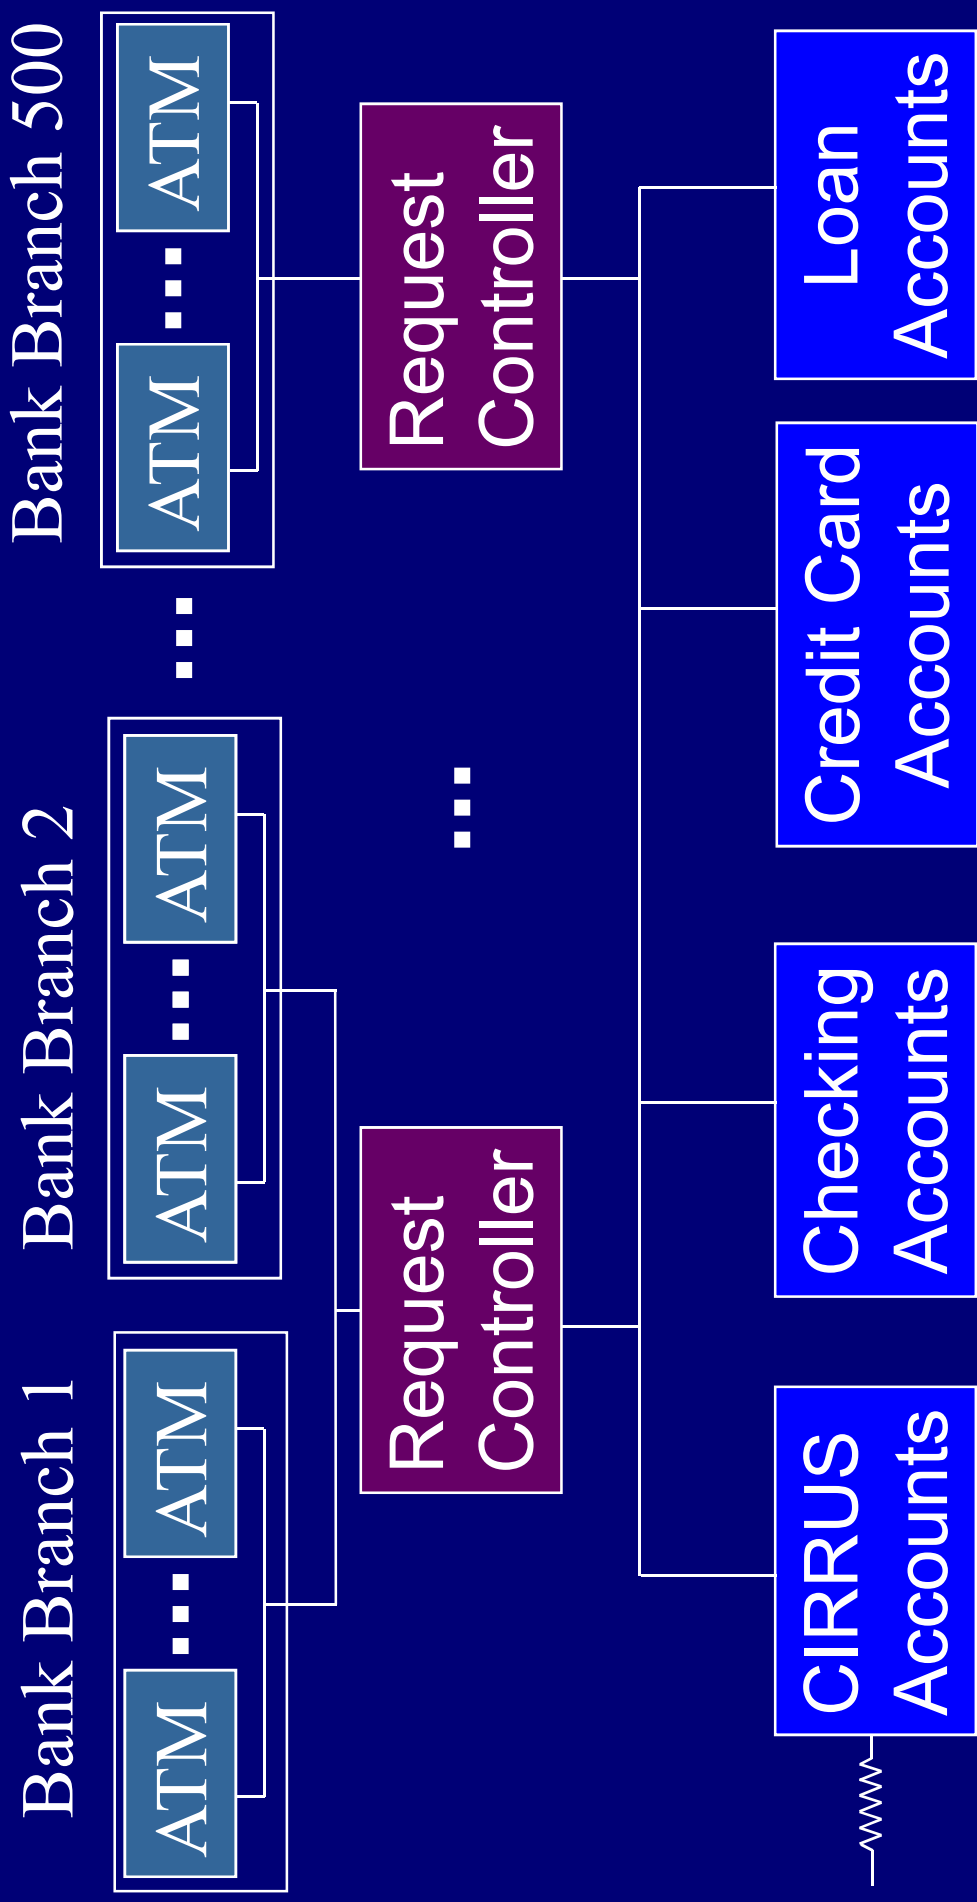 Bank Branch 1
Bank Branch 2
Bank Branch 500
ATM
ATM
ATM
ATM
ATM
ATM
Request
Controller
Request
Controller
CIRRUS
Accounts
Checking
Accounts
Credit Card
Accounts
Loan
Accounts